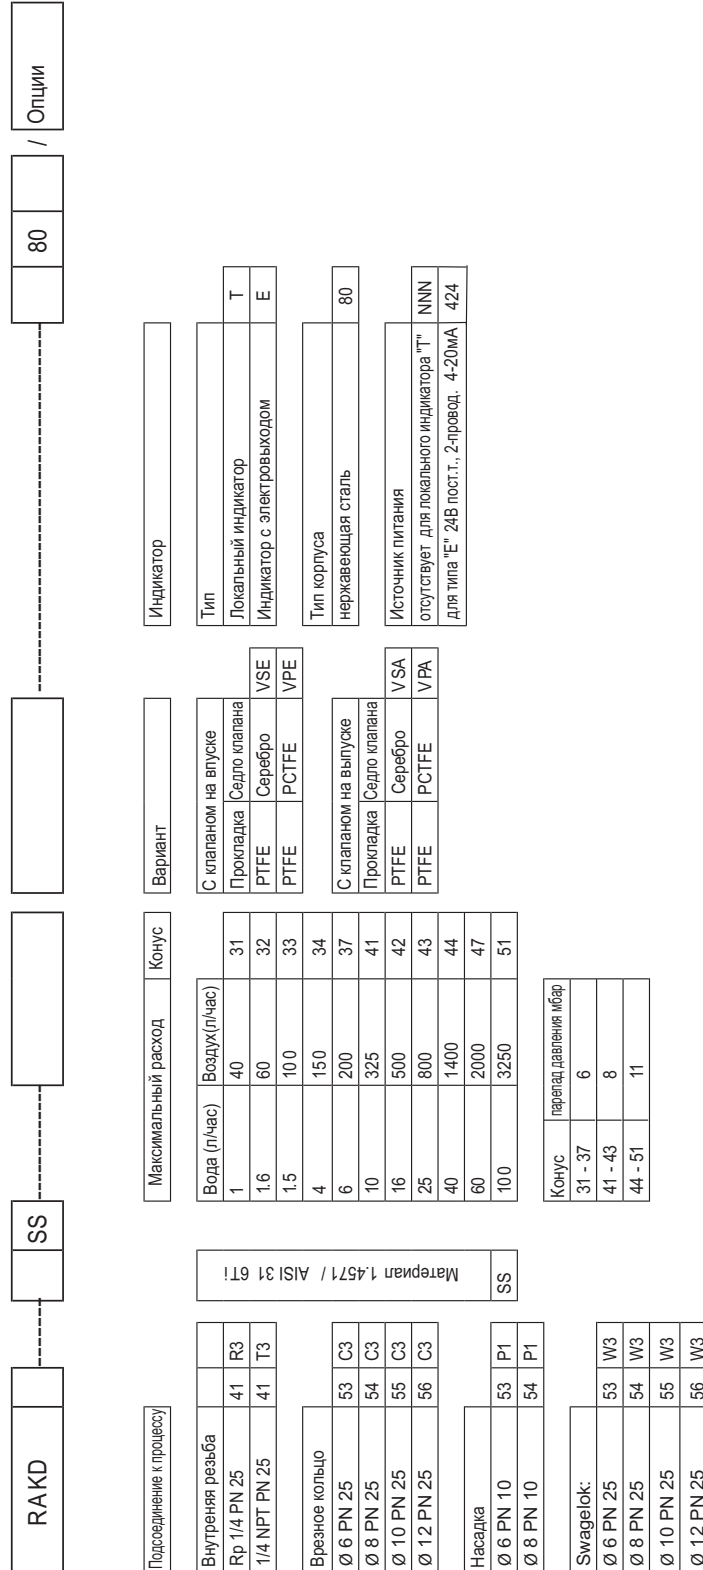 RAKD SS 80 / Опции
Подсоединение к процессу
Внутреняя резьба
Rp 1/4 PN 25 41 R3
1/4 NPT PN 25 41 T3
Врезное кольцо
Ø 6 PN 25 53 C3
Ø 8 PN 25 54 C3
Ø 10 PN 25 55 C3
Ø 12 PN 25 56 C3
Насадка
Ø 6 PN 10 53 P1
Ø 8 PN 10 54 P1
Swagelok:
Ø 6 PN 25 53 W3
Ø 8 PN 25 54 W3
Ø 10 PN 25 55 W3
Ø 12 PN 25 56 W3
Материал 1.4571 / AISI 31 6Ti
SS
Максимальный расход Конус
Вода (л/час) Воздух(л/час)
1 40 31
1.6 60 32
1.5 100 33
4 150 34
6 200 37
10 325 41
16 500 42
25 800 43
40 1400 44
60 2000 47
100 3250 51
Конус парепад давления мбар
31 - 37 6
41 - 43 8
44 - 51 11
Вариант
С клапаном на впуске
Прокладка Седло клапана
PTFE Серебро VSE
PTFE PCTFE VPE
С клапаном на выпуске
Прокладка Седло клапана
PTFE Серебро VSA
PTFE PCTFE VPA
Индикатор
Тип
Локальный индикатор T
Индикатор с электровыходом E
Тип корпуса
нержавеющая сталь 80
Источник питания
отсутствует для локального индикатора "T" NNN
для типа "E" 24В пост.т., 2-провод. 4-20мА 424